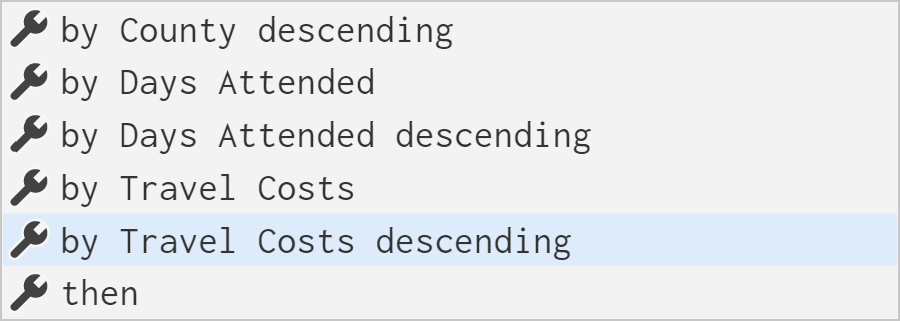 by County descending
by Days Attended
by Days Attended descending
by Travel Costs
by Travel Costs descending
then